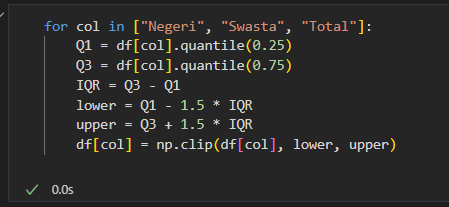 for col in ["Negeri", "Swasta", "Total"]:
    Q1 = df[col].quantile(0.25)
    Q3 = df[col].quantile(0.75)
    IQR = Q3 - Q1
    lower = Q1 - 1.5 * IQR
    upper = Q3 + 1.5 * IQR
    df[col] = np.clip(df[col], lower, upper)
0.0s